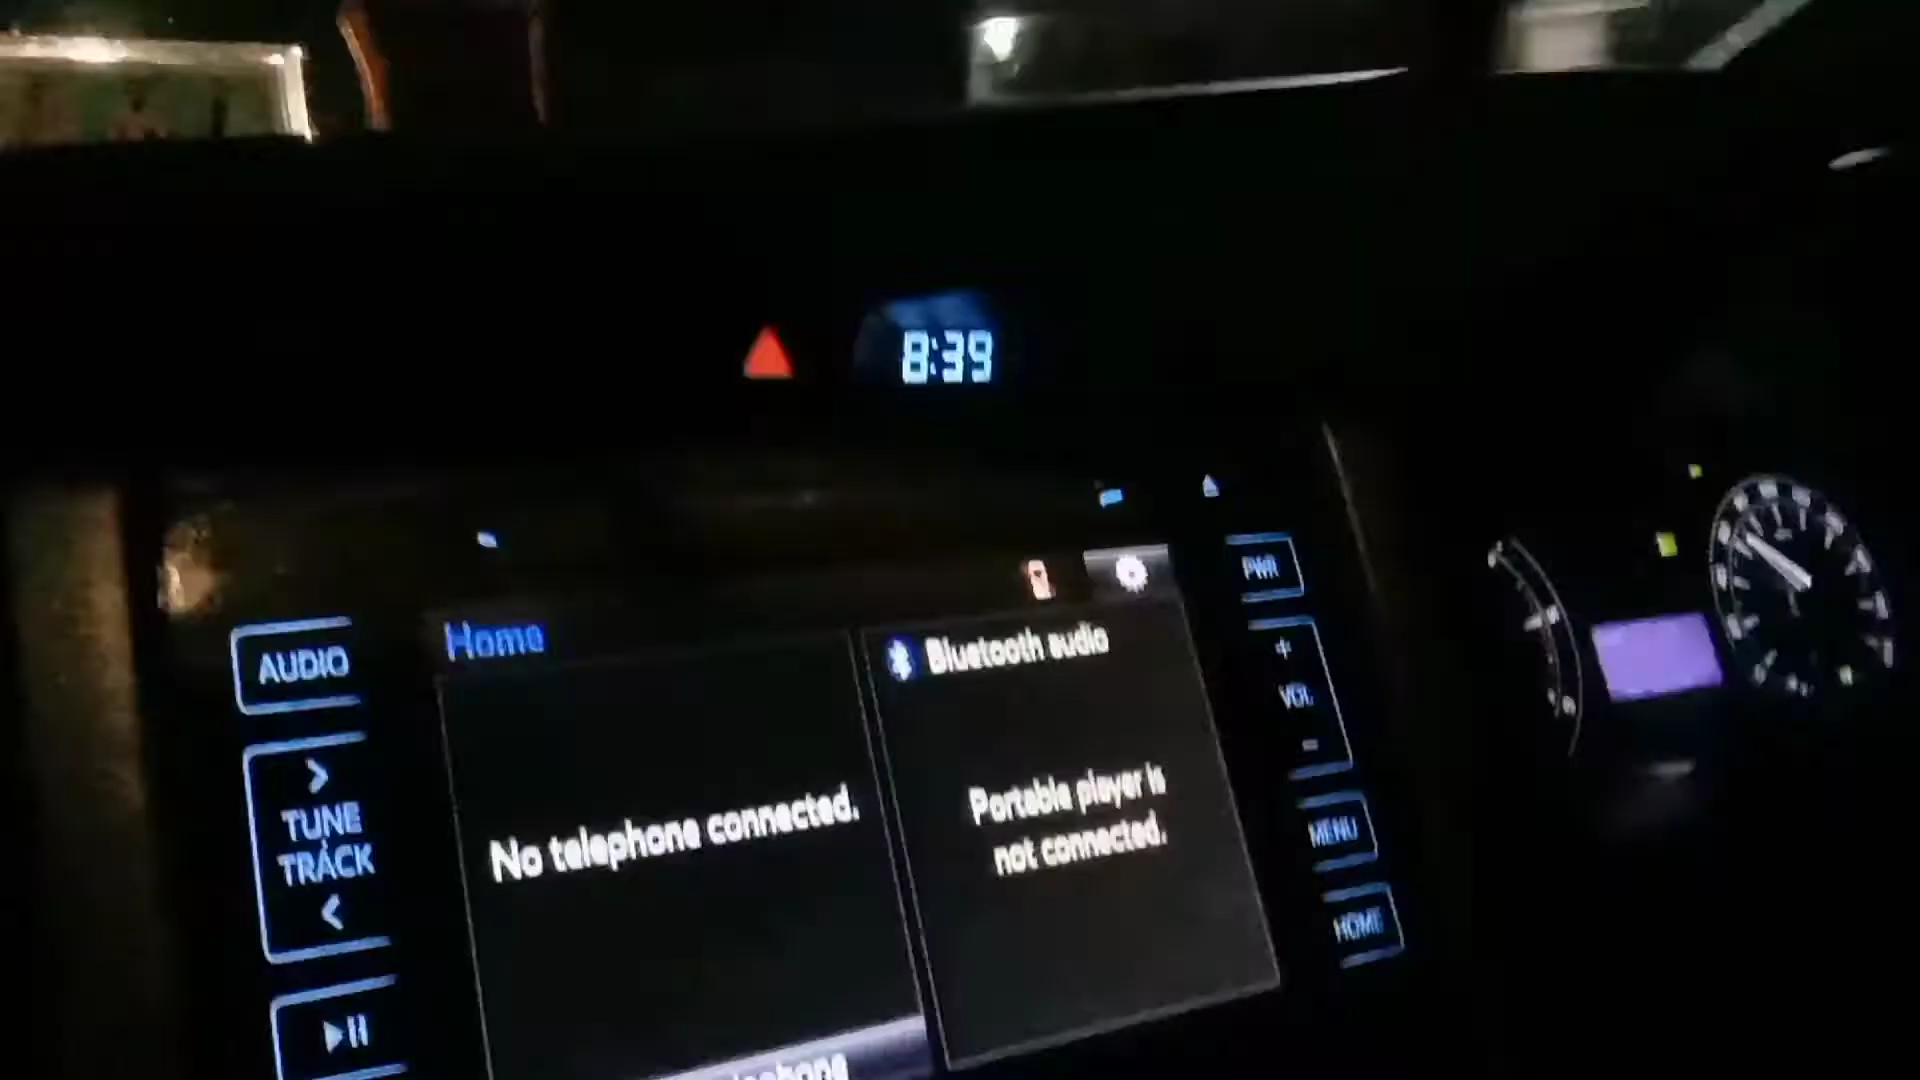 8:39
PWR
Home
Bluetooth audio
AUDIO
+
VOL
-
TUNE
TRACK
No telephone connected.
Portable player is
not connected.
MENU
HOME